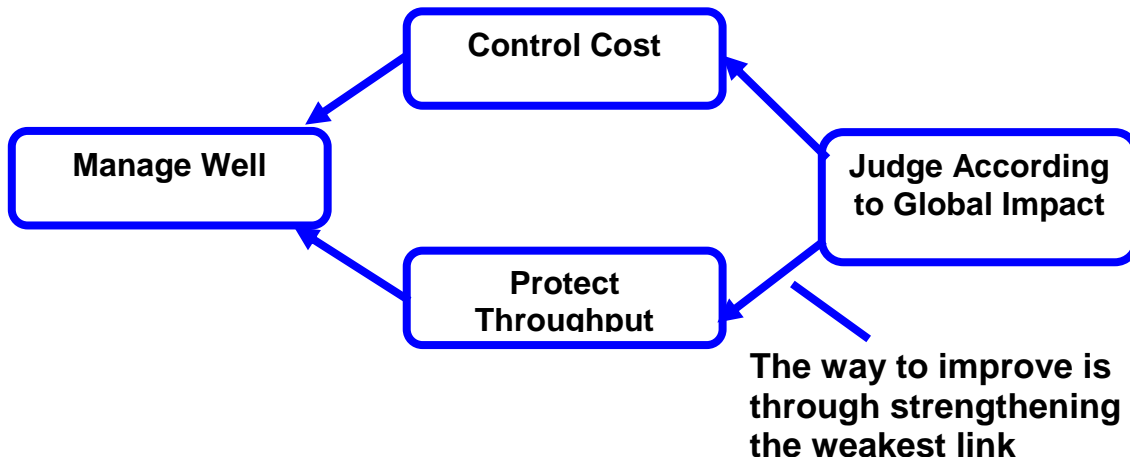 Control Cost
Manage Well
Judge According
to Global Impact
Protect
Throughput
The way to improve is
through strengthening
the weakest link